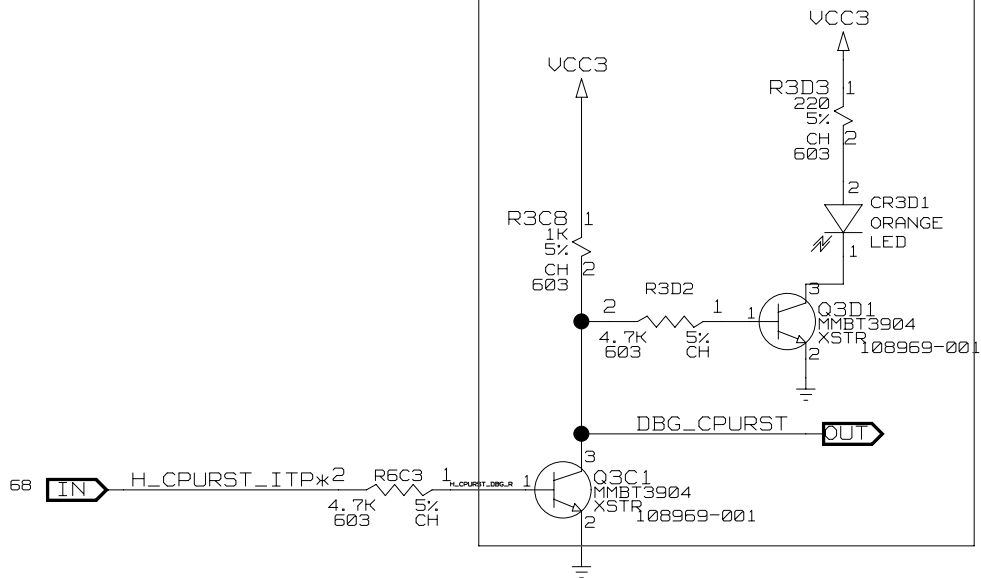 VCC3
VCC3
R3D3 1
220
5%
CH 2
603
2
CR3D1
ORANGE
LED
1
R3C8 1
1K
5%
CH 2
603
R3D2
2 1
4.7K 5%
603 CH
1
3
Q3D1
MMBT3904
XSTR
108969-001
2
DBG_CPURST
OUT
68 IN
H_CPURST_ITP* 2
R6C3 1
4.7K 5%
603 CH
H_CPURST_DBG_R
1
3
Q3C1
MMBT3904
XSTR
108969-001
2